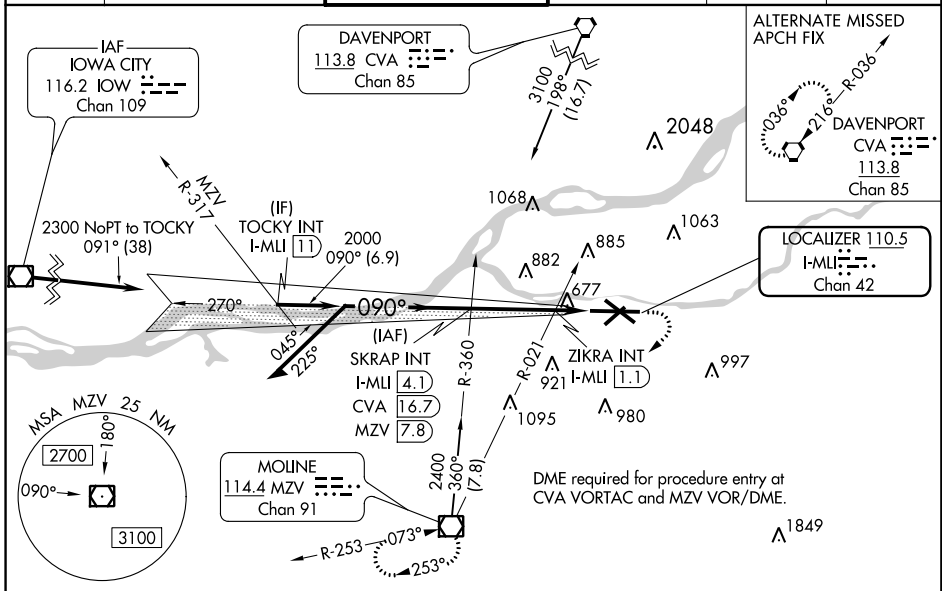 IAF
IOWA CITY
116.2 IOW
Chan 109
DAVENPORT
113.8 CVA
Chan 85
3100
198°
(16.7)
ALTERNATE MISSED
APCH FIX
R-036
036°
216°
DAVENPORT
CVA
113.8
Chan 85
2048
1068
1063
885
882
677
MZV
R-317
(IF)
TOCKY INT
I-MLI 11
2300 NoPT to TOCKY
091° (38)
2000
090° (6.9)
LOCALIZER 110.5
I-MLI
Chan 42
270°
090°
045°
225°
(IAF)
SKRAP INT
I-MLI 4.1
CVA 16.7
MZV 7.8
R-360
R-021
ZIKRA INT
I-MLI 1.1
921
997
1095
980
MSA MZV 25 NM
180°
2700
090°
3100
MOLINE
114.4 MZV
Chan 91
2400
360°
(7.8)
DME required for procedure entry at
CVA VORTAC and MZV VOR/DME.
1849
R-253
073°
253°